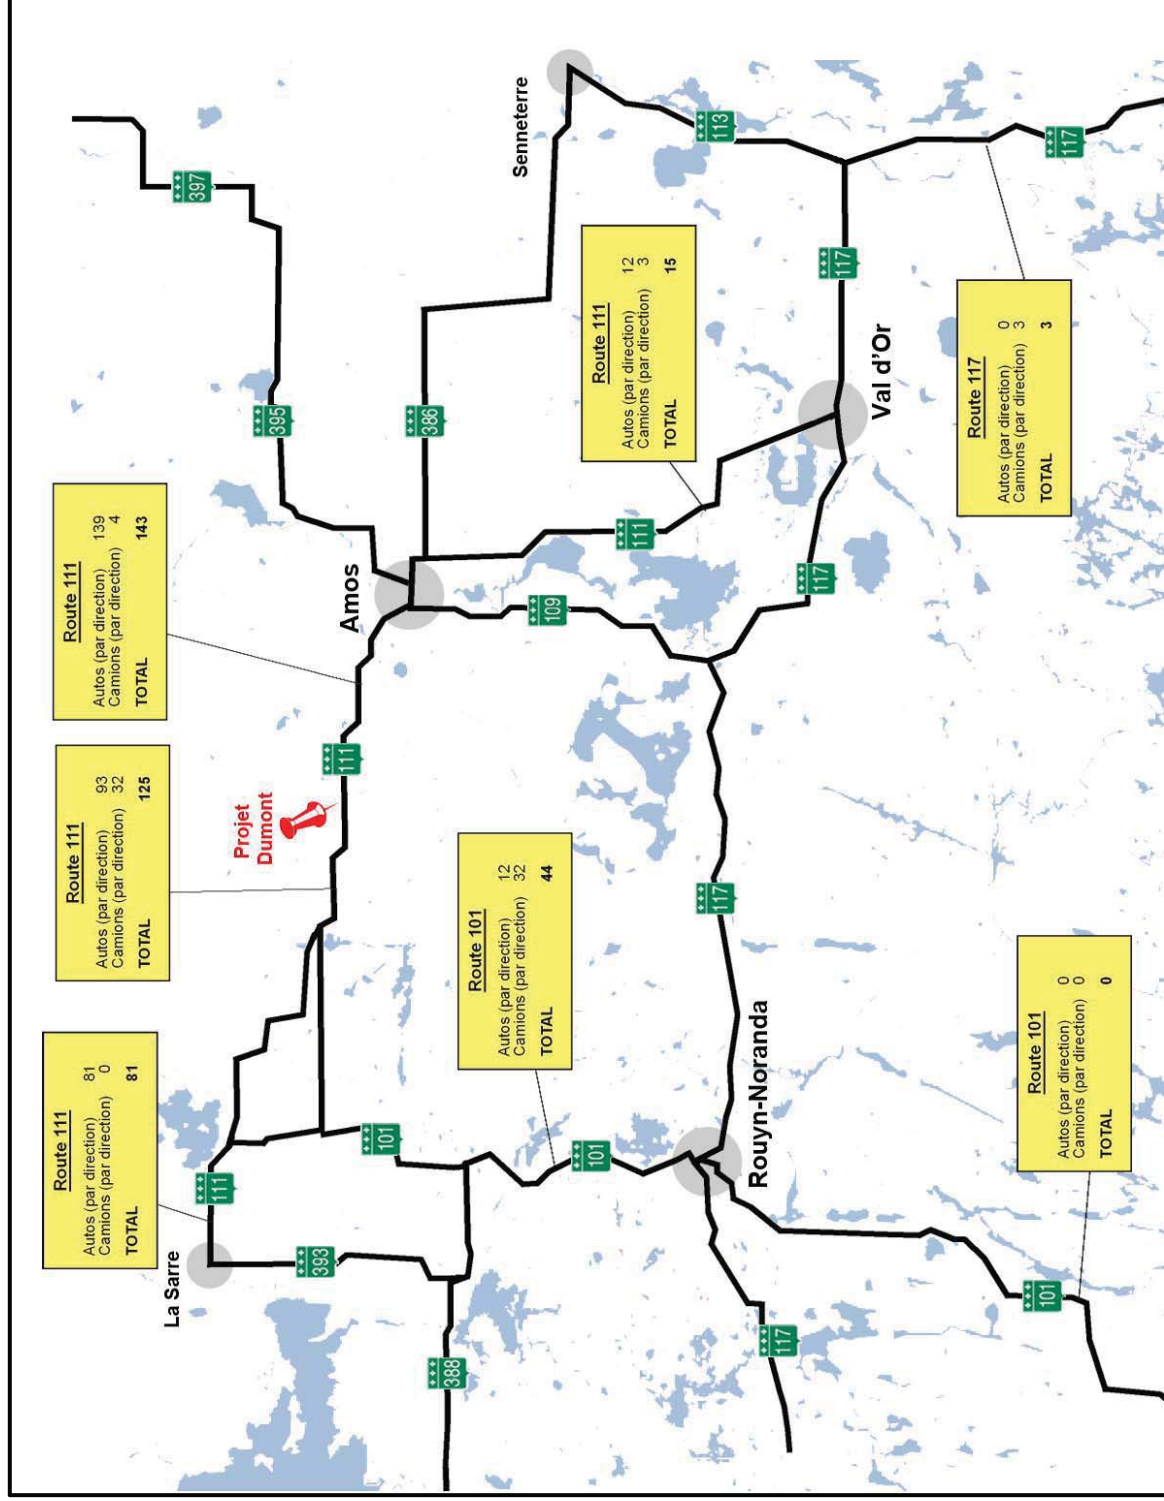 397
Senneterre
113
117
395
386
Route 111
Autos (par direction) 12
Camions (par direction) 3
TOTAL 15
117
Val d'Or
Route 117
Autos (par direction) 0
Camions (par direction) 3
TOTAL 3
Route 111
Autos (par direction) 139
Camions (par direction) 4
TOTAL 143
Amos
111
109
117
Route 111
Autos (par direction) 93
Camions (par direction) 32
TOTAL 125
Projet
Dumont
111
Route 101
Autos (par direction) 12
Camions (par direction) 32
TOTAL 44
117
Rouyn-Noranda
Route 101
Autos (par direction) 0
Camions (par direction) 0
TOTAL 0
Route 111
Autos (par direction) 81
Camions (par direction) 0
TOTAL 81
111
101
101
La Sarre
393
388
117
101